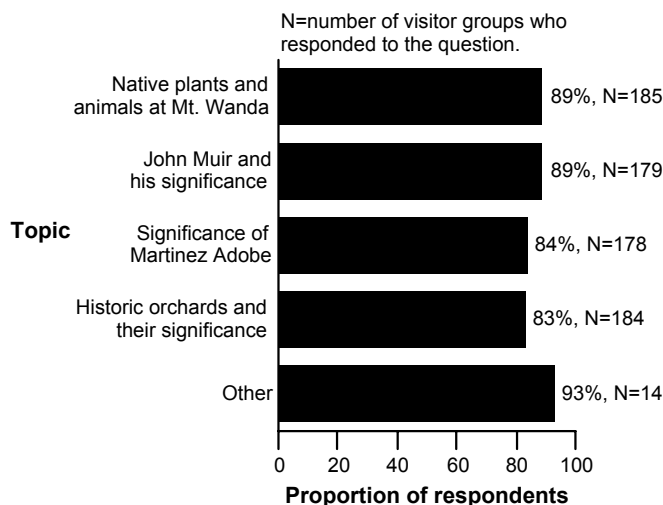 N=number of visitor groups who
responded to the question.
Native plants and
animals at Mt. Wanda
89%, N=185
John Muir and
his significance
89%, N=179
Topic
Significance of
Martinez Adobe
84%, N=178
Historic orchards and
their significance
83%, N=184
Other
93%, N=14
0 20 40 60 80 100
Proportion of respondents